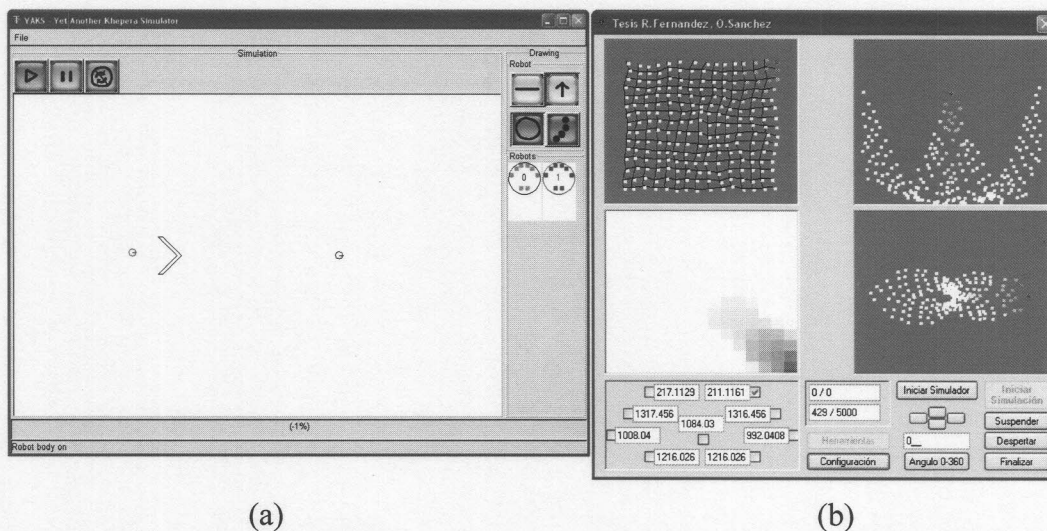 YAKS - Yet Another Khepera Simulator
File
Simulation
Drawing
Robot
Robots
0 1
(-1%)
Robot body on
Tesis R.Fernandez, O.Sanchez
217.1129 211.1161
1317.456 1316.456
1084.03
1008.04 992.0408
1216.026 1216.026
0 / 0
429 / 5000
Herramientas
Configuración
Iniciar Simulador
0__
Angulo 0-360
Iniciar
Simulación
Suspender
Despertar
Finalizar
(a) (b)